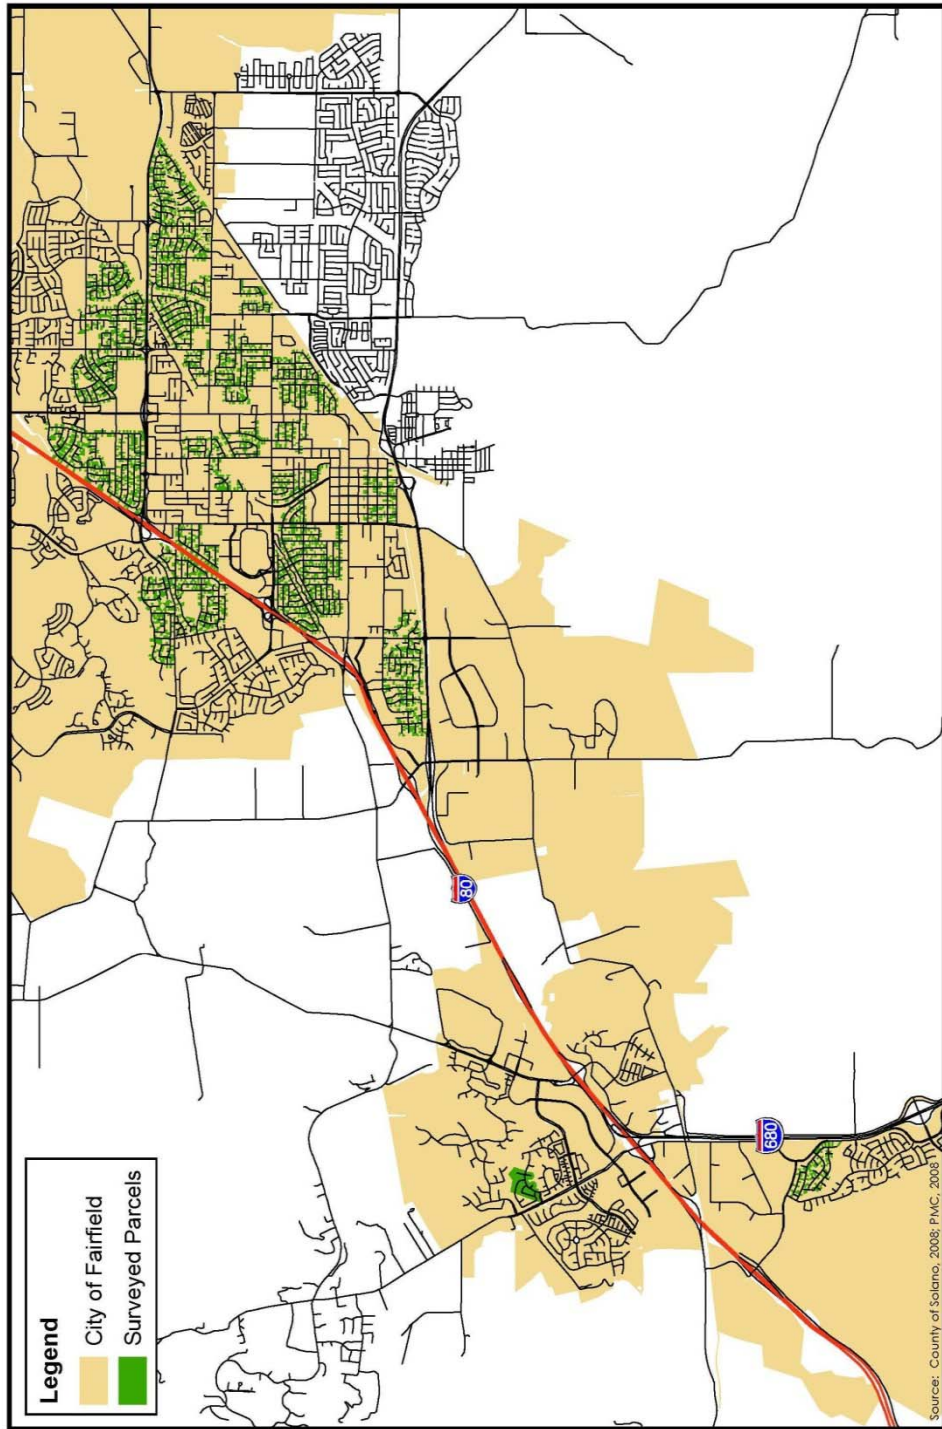 Legend
City of Fairfield
Surveyed Parcels
80
680
Source: County of Solano, 2008; PMC, 2008